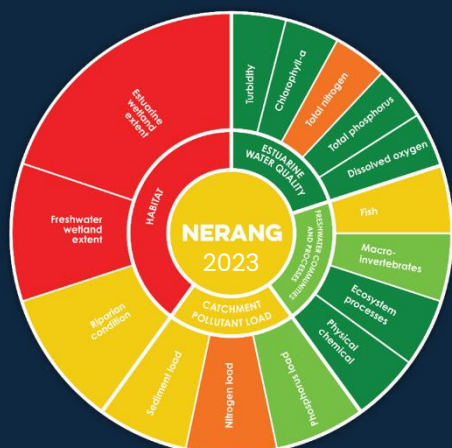 NERANG
2023
HABITAT
ESTUARINE
WATER QUALITY
FRESHWATER COMMUNITIES
AND PROCESSES
CATCHMENT
POLLUTANT LOAD
Turbidity
Chlorophyll-a
Total nitrogen
Total phosphorus
Dissolved oxygen
Fish
Macro-
invertebrates
Ecosystem
processes
Physical
chemical
Phosphorus load
Nitrogen load
Sediment load
Riparian
condition
Freshwater
wetland
extent
Estuarine
wetland
extent